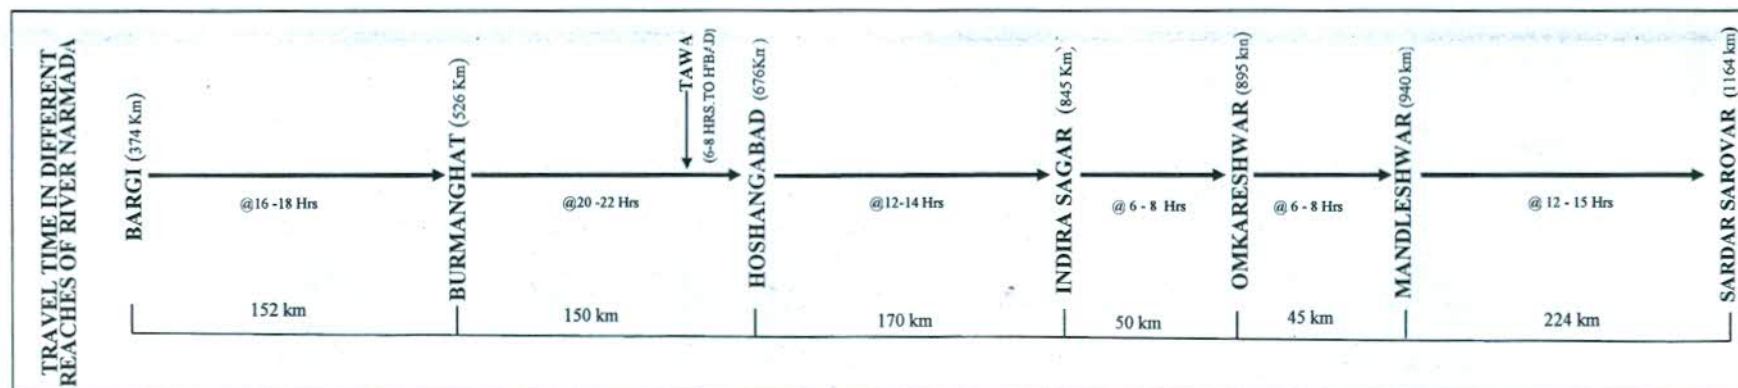 TRAVEL TIME IN DIFFERENT
REACHES OF RIVER NARMADA
BARGI (374 Km)
@16 -18 Hrs
BURMANGHAT (526 Km)
@20 -22 Hrs
TAWA
(6-8 HRS.TO H'BAD)
HOSHANGABAD (676Km)
@12-14 Hrs
INDIRA SAGAR (845 Km)
@ 6 - 8 Hrs
OMKARESHWAR (895 km)
@ 6 - 8 Hrs
MANDLESHWAR (940 km)
@ 12 - 15 Hrs
SARDAR SAROVAR (1164 km)
152 km
150 km
170 km
50 km
45 km
224 km